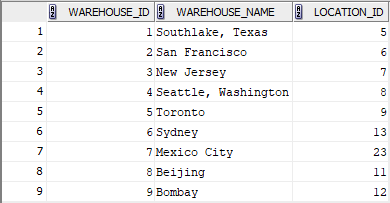 WAREHOUSE_ID WAREHOUSE_NAME LOCATION_ID
1 1 Southlake, Texas 5
2 2 San Francisco 6
3 3 New Jersey 7
4 4 Seattle, Washington 8
5 5 Toronto 9
6 6 Sydney 13
7 7 Mexico City 23
8 8 Beijing 11
9 9 Bombay 12